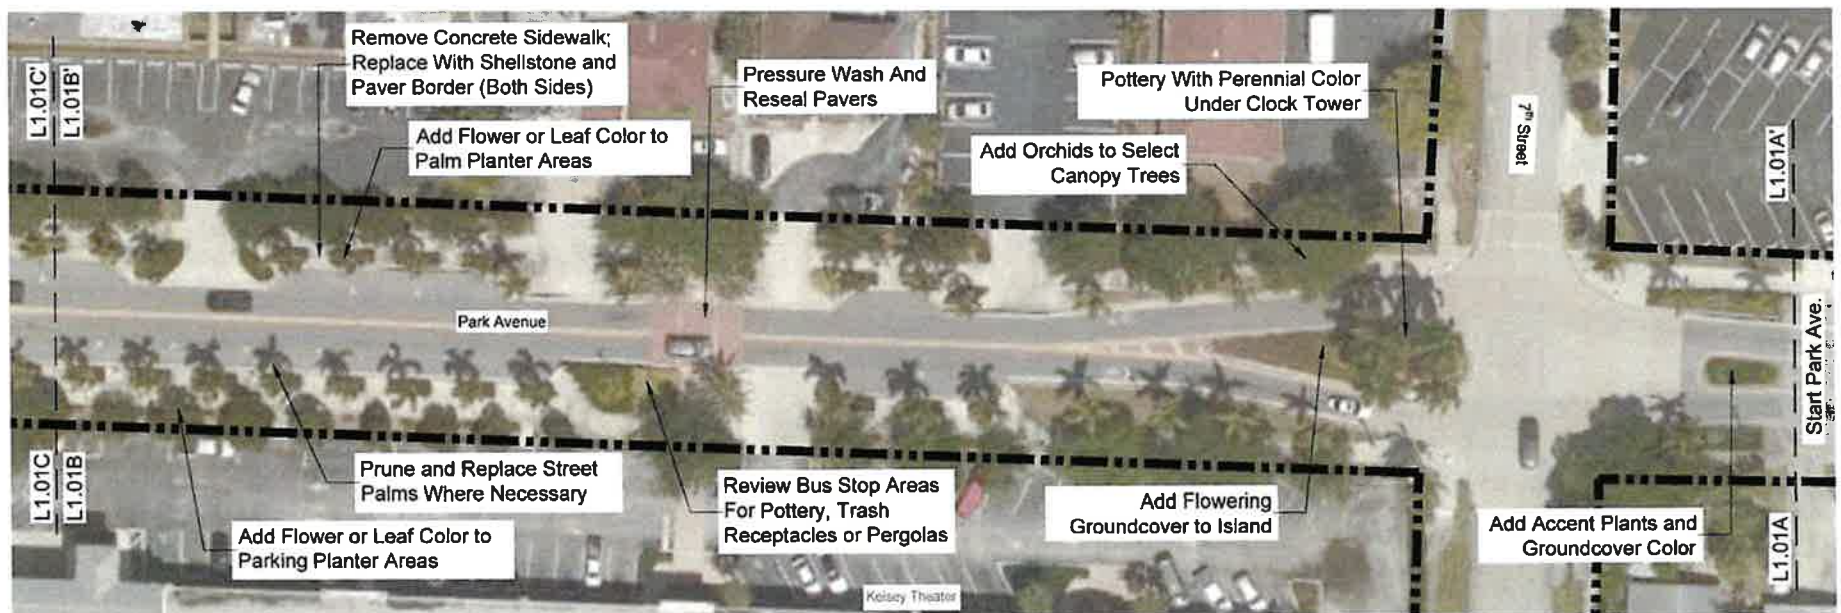 L1.01C'
L1.01B'
Remove Concrete Sidewalk;
Replace With Shellstone and
Paver Border (Both Sides)
Add Flower or Leaf Color to
Palm Planter Areas
Pressure Wash And
Reseal Pavers
Pottery With Perennial Color
Under Clock Tower
Add Orchids to Select
Canopy Trees
7th Street
L1.01A'
Park Avenue
Start Park Ave.
L1.01C
L1.01B
Prune and Replace Street
Palms Where Necessary
Add Flower or Leaf Color to
Parking Planter Areas
Review Bus Stop Areas
For Pottery, Trash
Receptacles or Pergolas
Add Flowering
Groundcover to Island
Add Accent Plants and
Groundcover Color
L1.01A
Kelsey Theater